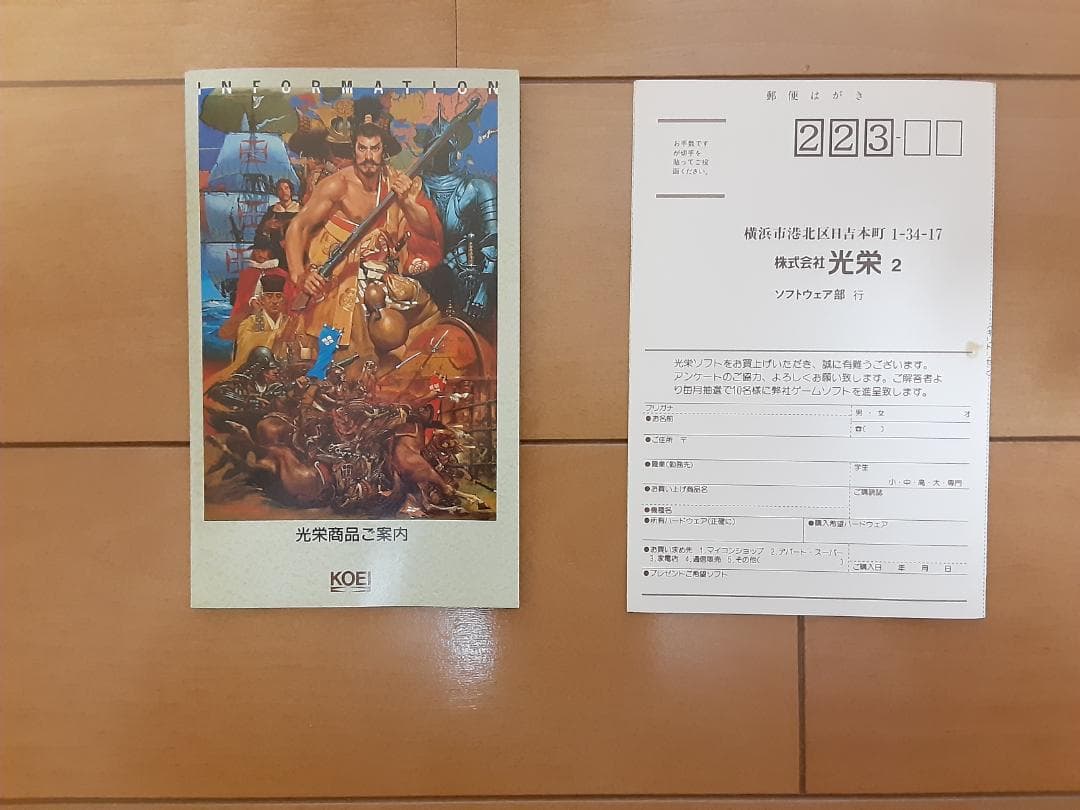 INFORMATION
光栄商品ご案内
KOEI
郵便はがき
お手数です
が切手を
貼ってご投
函ください。
223-
横浜市港北区日吉本町 1-34-17
株式会社 光栄 2
ソフトウェア部 行
光栄ソフトをお買上げいただき、誠に有難うございます。
アンケートのご協力、よろしくお願い致します。ご解答者よ
り毎月抽選で10名様に弊社ゲームソフトを進呈致します。
フリガナ
●お名前
男・女 才
●ご住所 〒
●職業(勤務先)
学生
小・中・高・大・専門
●お買い上げ商品名
ご購読誌
●機種名
●所有ハードウェア(正確に)
●購入希望ハードウェア
●お買い求め先 1.マイコンショップ 2.デパート・スーパー
3.家電店 4.通信販売 5.その他( )
ご購入日 年 月 日
●プレゼントご希望ソフト